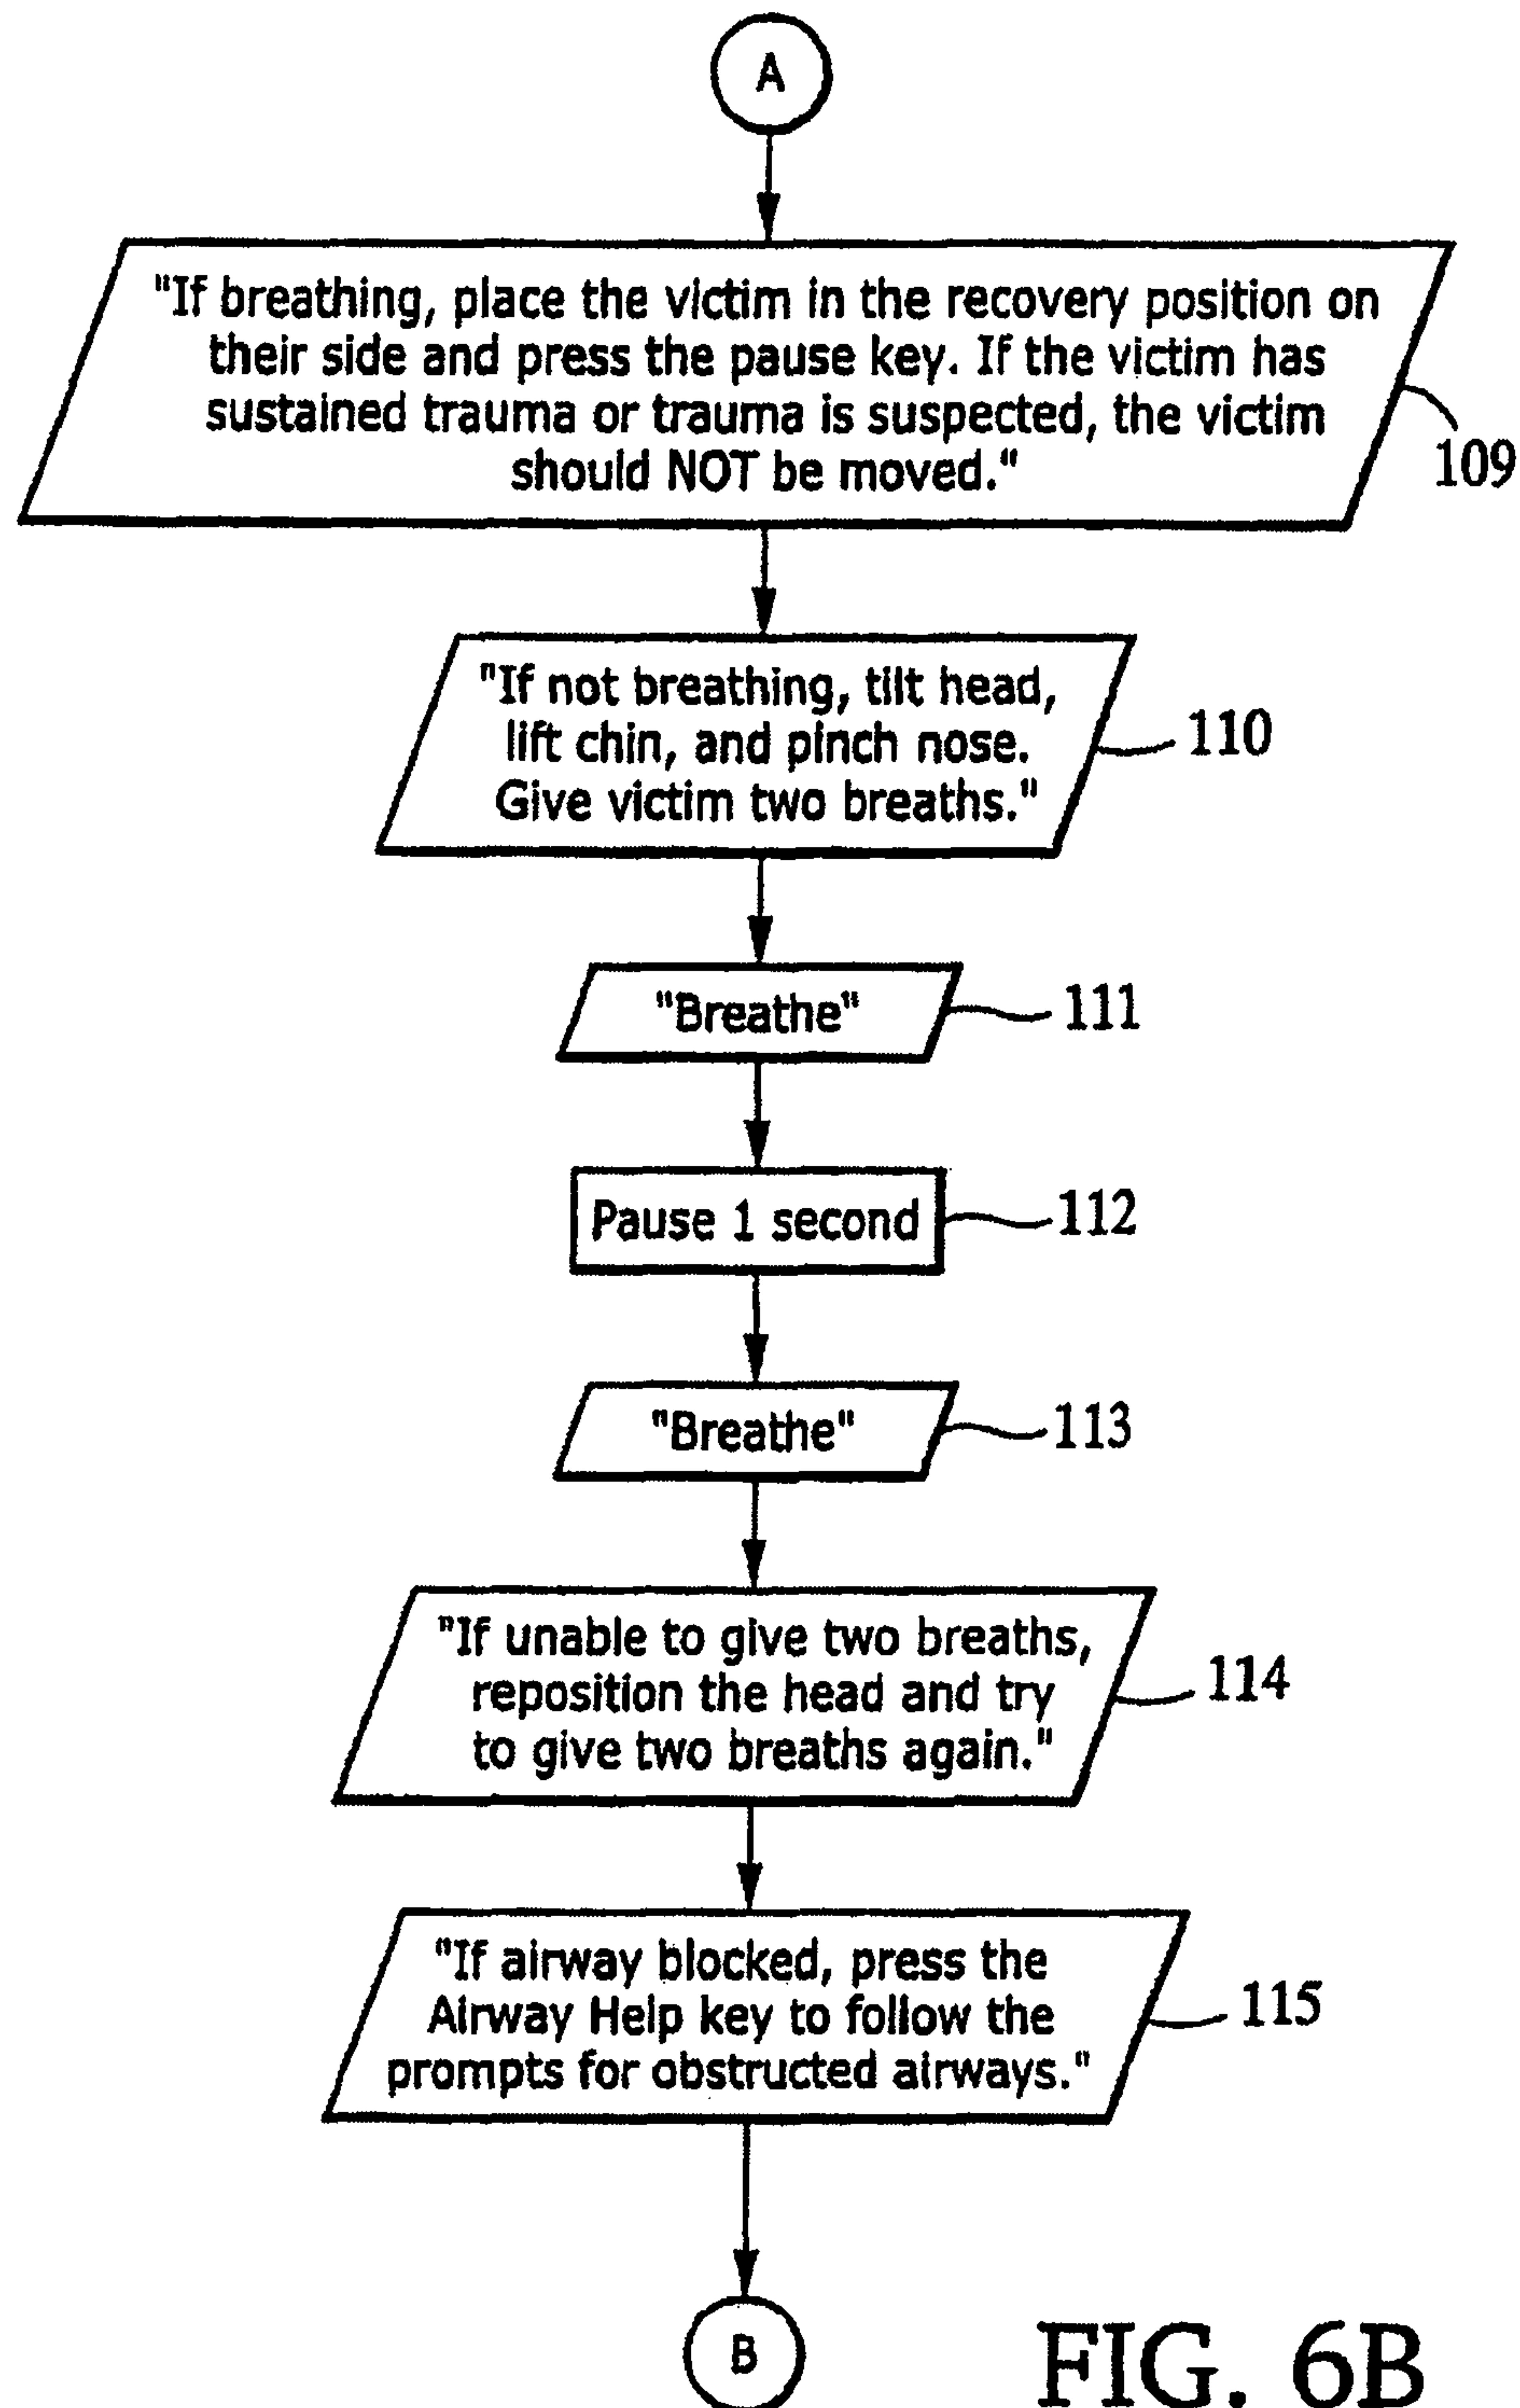 A
"If breathing, place the victim in the recovery position on
their side and press the pause key. If the victim has
sustained trauma or trauma is suspected, the victim
should NOT be moved."
109
"If not breathing, tilt head,
lift chin, and pinch nose.
Give victim two breaths."
110
"Breathe"
111
Pause 1 second
112
"Breathe"
113
"If unable to give two breaths,
reposition the head and try
to give two breaths again."
114
"If airway blocked, press the
Airway Help key to follow the
prompts for obstructed airways."
115
B
FIG. 6B